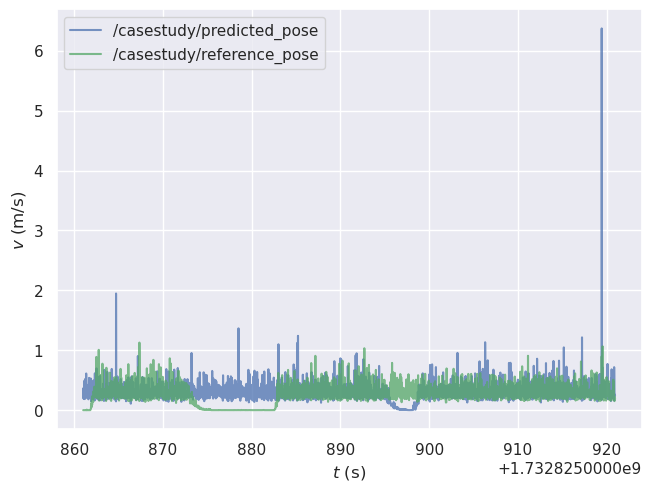 /casestudy/predicted_pose
/casestudy/reference_pose
6
5
4
3
2
1
0
v (m/s)
860 870 880 890 900 910 920
t (s)
+1.7328250000e9